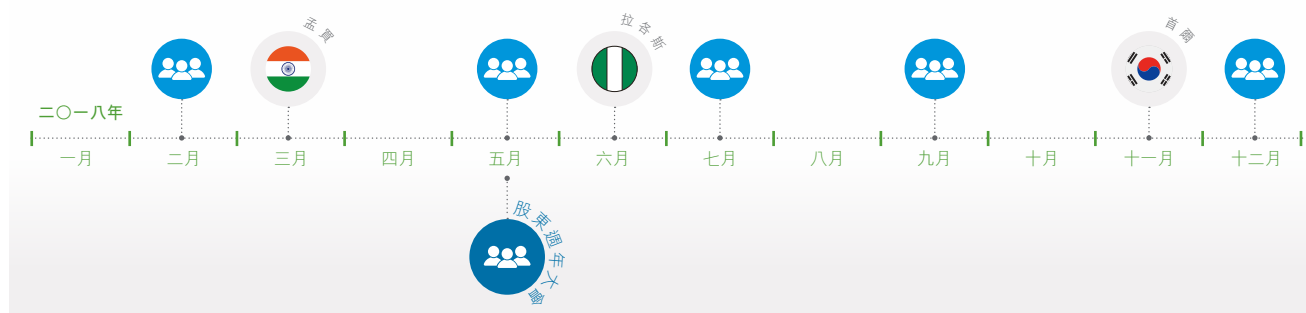 孟買
拉各斯
首爾
二〇一八年
一月 二月 三月 四月 五月 六月 七月 八月 九月 十月 十一月 十二月
股東週年大會